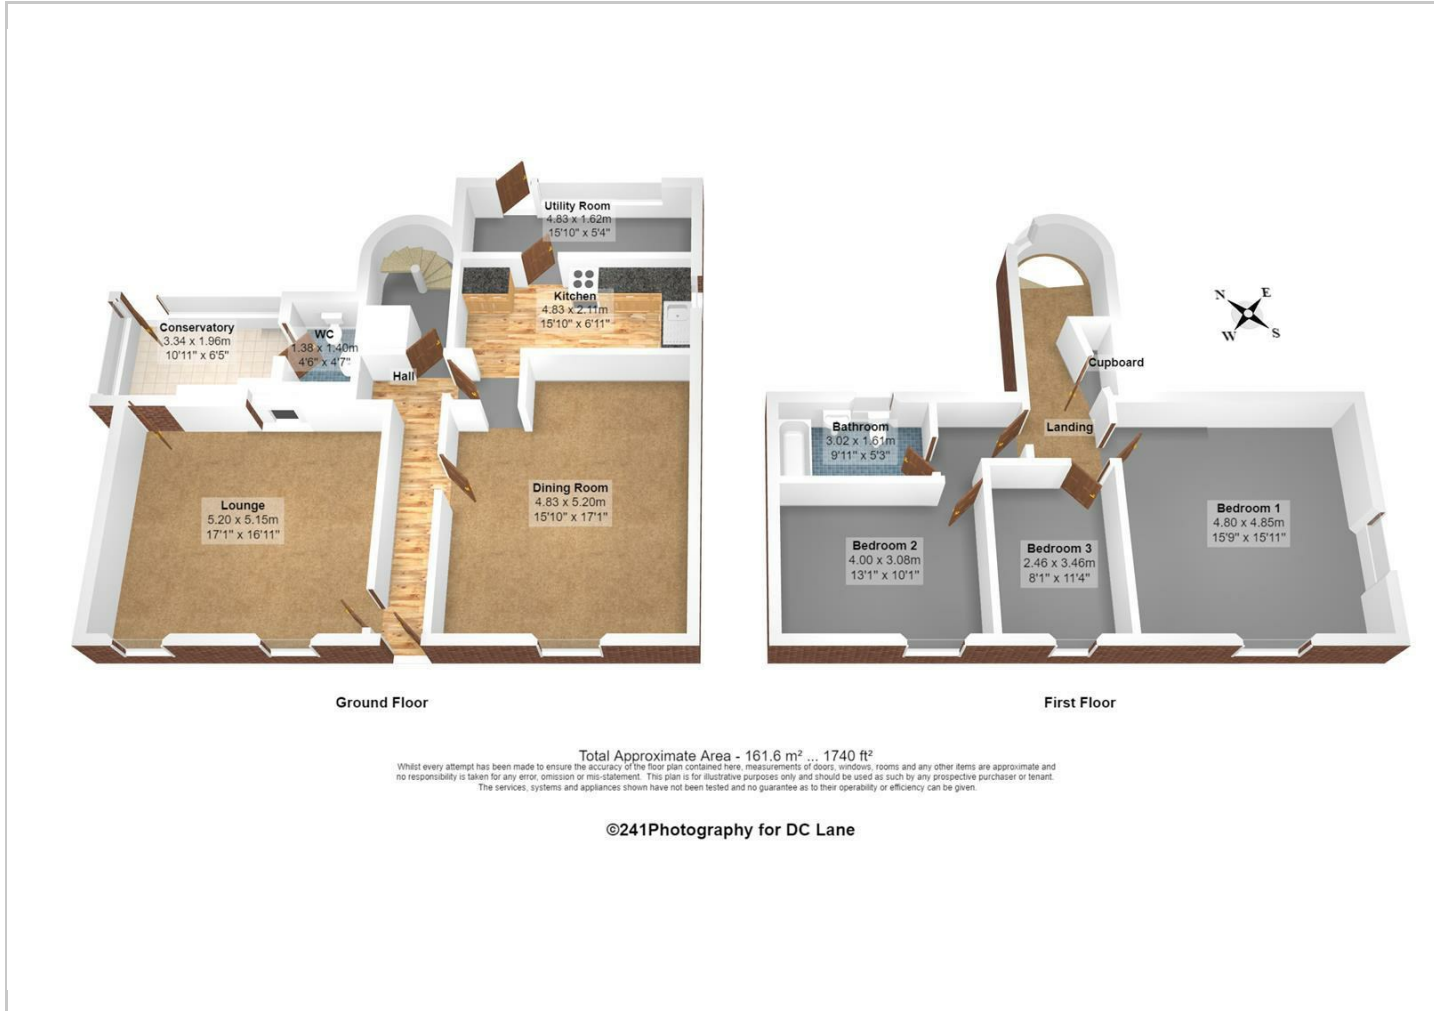 Utility Room
4.83 x 1.62m
15'10" x 5'4"
Kitchen
4.83 x 2.11m
15'10" x 6'11"
Conservatory
3.34 x 1.96m
10'11" x 6'5"
WC
1.38 x 1.40m
4'6" x 4'7"
Hall
Lounge
5.20 x 5.15m
17'1" x 16'11"
Dining Room
4.83 x 5.20m
15'10" x 17'1"
Ground Floor
N
E
W
S
Cupboard
Landing
Bathroom
3.02 x 1.61m
9'11" x 5'3"
Bedroom 1
4.80 x 4.85m
15'9" x 15'11"
Bedroom 2
4.00 x 3.08m
13'1" x 10'1"
Bedroom 3
2.46 x 3.46m
8'1" x 11'4"
First Floor
Total Approximate Area - 161.6 m² ... 1740 ft²
Whilst every attempt has been made to ensure the accuracy of the floor plan contained here, measurements of doors, windows, rooms and any other items are approximate and
no responsibility is taken for any error, omission or mis-statement. This plan is for illustrative purposes only and should be used as such by any prospective purchaser or tenant.
The services, systems and appliances shown have not been tested and no guarantee as to their operability or efficiency can be given.
©241Photography for DC Lane